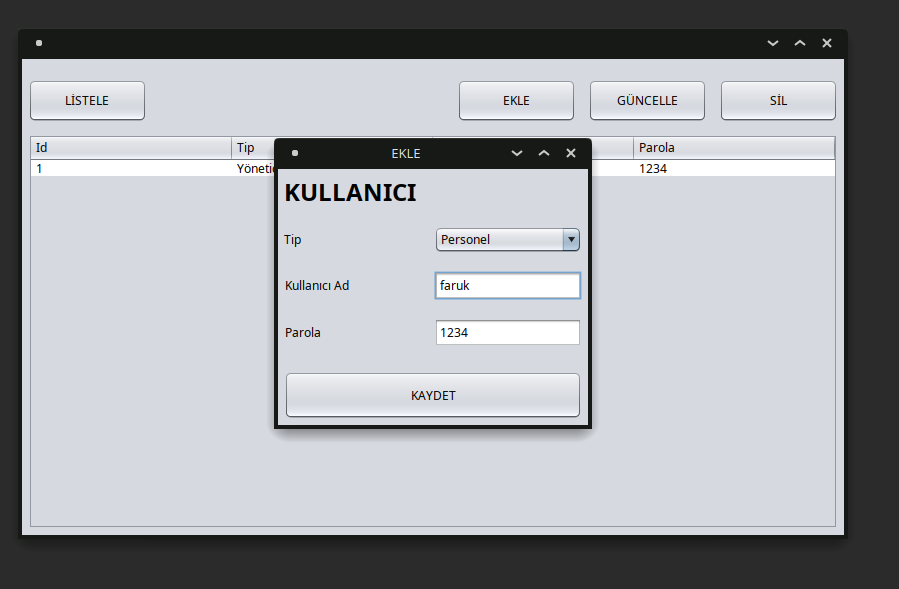 LİSTELE
EKLE
GÜNCELLE
SİL
Id
Tip
Parola
1
1234
EKLE
KULLANICI
Tip
Personel
Kullanıcı Ad
faruk
Parola
1234
KAYDET